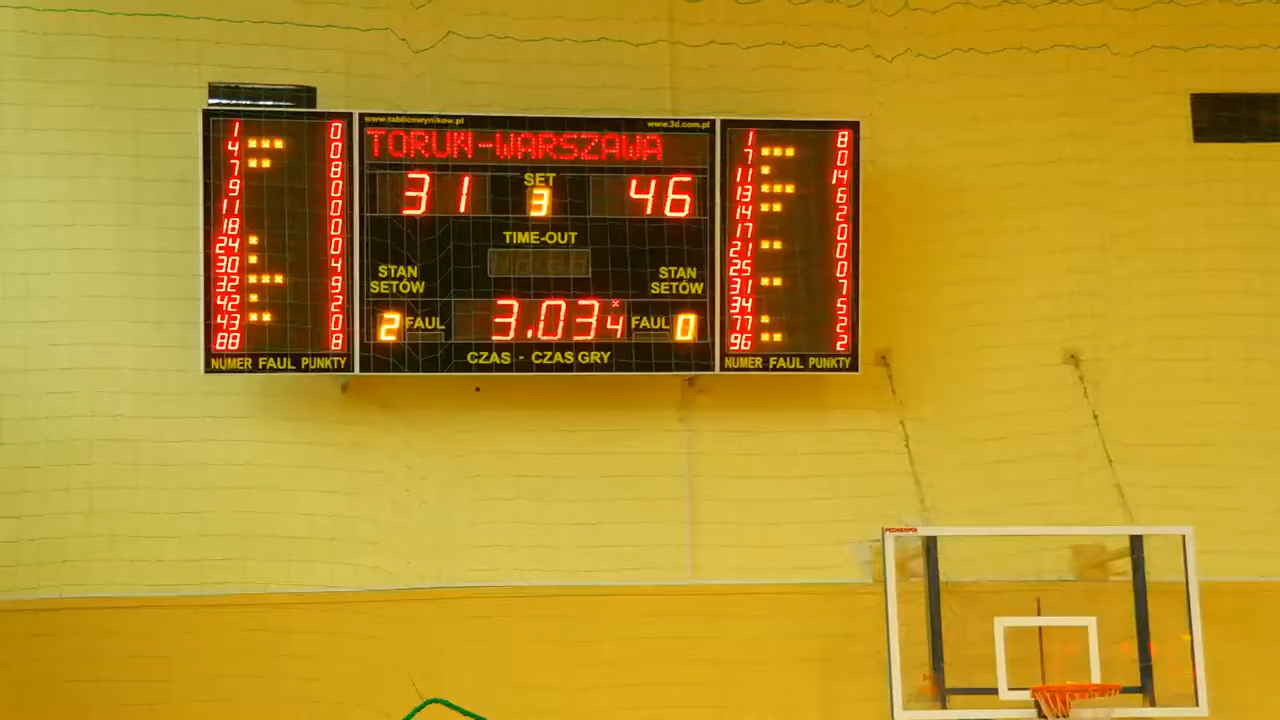 www.tablicewynikow.pl www.3d.com.pl
TORUŃ-WARSZAWA
31 SET 46
3
TIME-OUT
STAN SETÓW
STAN SETÓW
2 FAUL 3.03 4 FAUL 0
CZAS - CZAS GRY
1 0
4 *** 0
7 ** 8
9 0
11 0
18 0
24 * 0
30 * 4
32 *** 9
42 * 2
43 ** 0
88 8
NUMER FAUL PUNKTY
1 8
7 *** 0
11 * 14
13 *** 6
14 ** 2
17 0
21 ** 0
25 0
31 ** 7
34 5
77 * 2
96 ** 2
NUMER FAUL PUNKTY